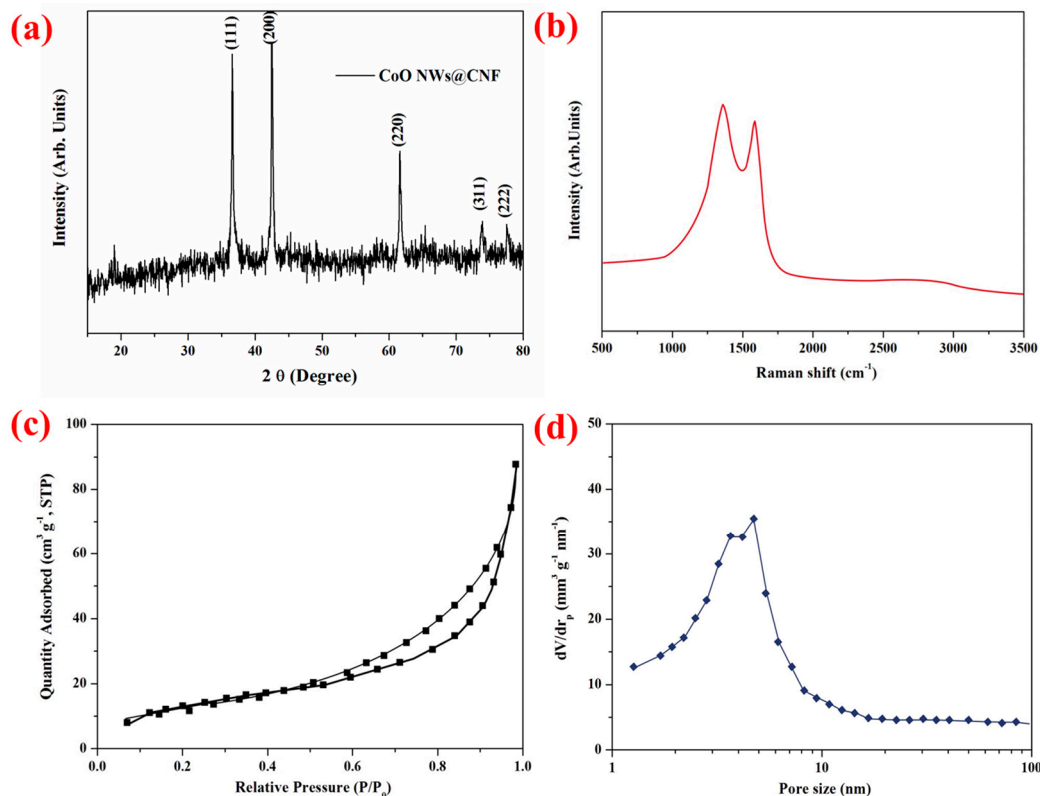 (a)
(111)
(200)
(220)
(311)
(222)
CoO NWs@CNF
Intensity (Arb. Units)
20 30 40 50 60 70 80
2 θ (Degree)
(b)
Intensity (Arb.Units)
500 1000 1500 2000 2500 3000 3500
Raman shift (cm⁻¹)
(c)
100
80
60
40
20
0
Quantity Adsorbed (cm³ g⁻¹, STP)
0.0 0.2 0.4 0.6 0.8 1.0
Relative Pressure (P/P₀)
(d)
50
40
30
20
10
0
dV/drₚ (mm³ g⁻¹ nm⁻¹)
1 10 100
Pore size (nm)